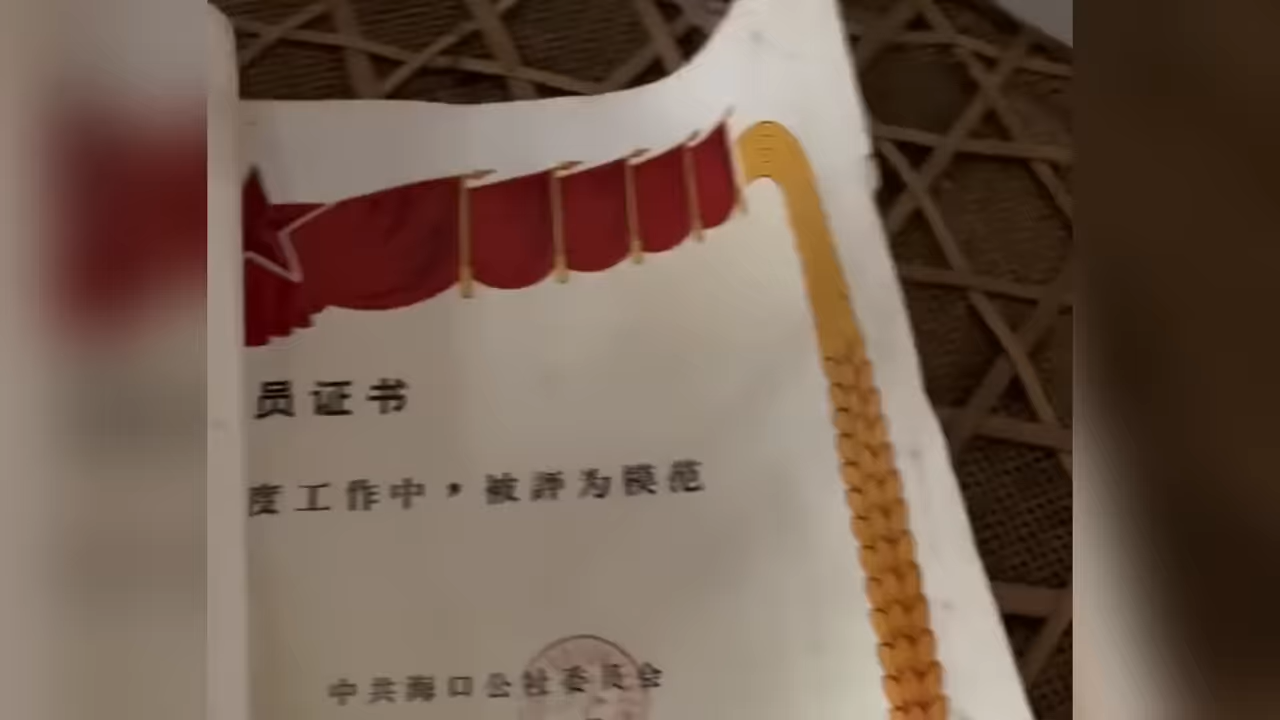 员证书
度工作中，被評为模范
中共海口公社委员会